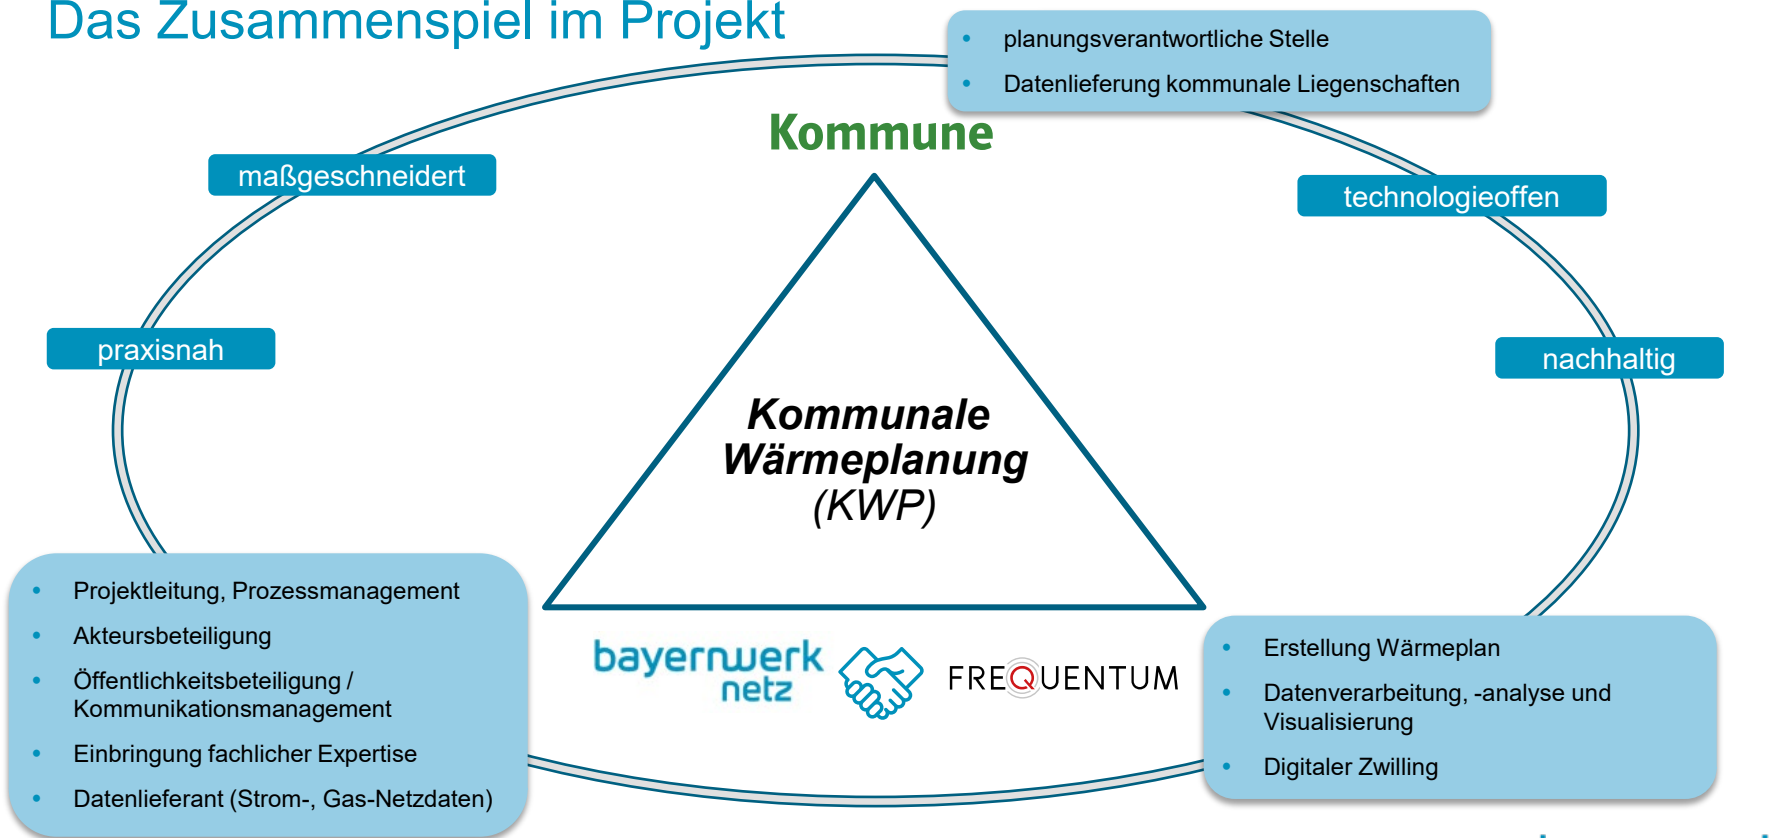 Das Zusammenspiel im Projekt
• planungsverantwortliche Stelle
• Datenlieferung kommunale Liegenschaften
Kommune
maßgeschneidert
technologieoffen
praxisnah
nachhaltig
Kommunale
Wärmeplanung
(KWP)
• Projektleitung, Prozessmanagement
• Akteursbeteiligung
• Öffentlichkeitsbeteiligung /
Kommunikationsmanagement
• Einbringung fachlicher Expertise
• Datenlieferant (Strom-, Gas-Netzdaten)
bayernwerk
netz
FREQUENTUM
• Erstellung Wärmeplan
• Datenverarbeitung, -analyse und
Visualisierung
• Digitaler Zwilling